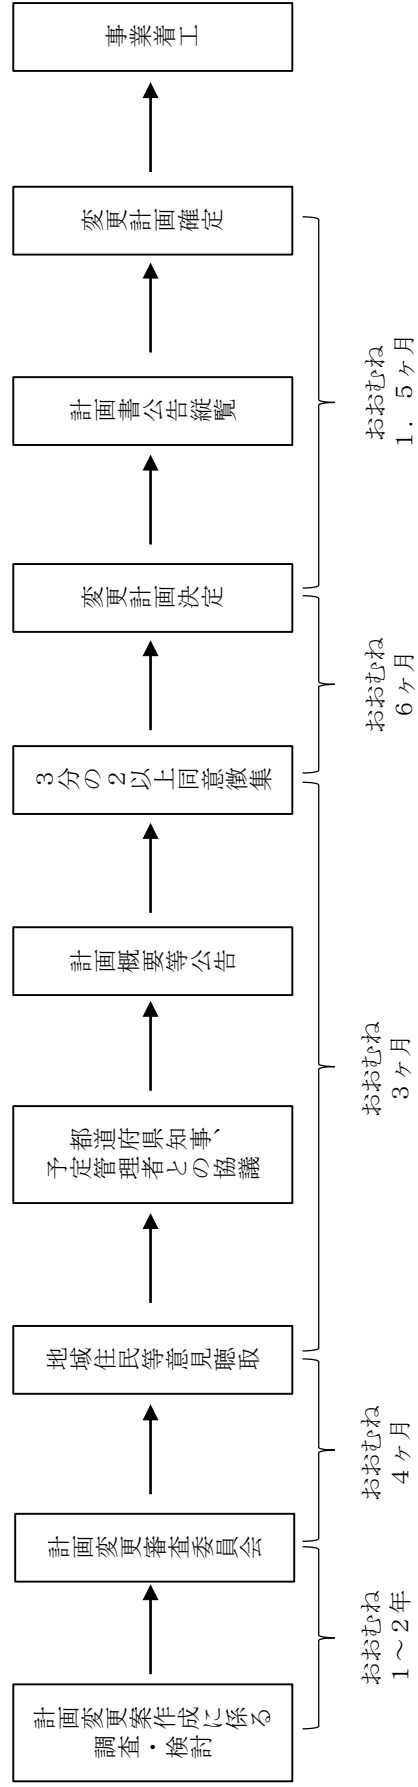 計画変更案作成に係る
調査・検討
計画変更審査委員会
地域住民等意見聴取
都道府県知事、
予定管理者との協議
計画概要等公告
３分の２以上同意徴集
変更計画決定
計画書公告縦覧
変更計画確定
事業着工
おおむね
１～２年
おおむね
４ヶ月
おおむね
３ヶ月
おおむね
６ヶ月
おおむね
１．５ヶ月